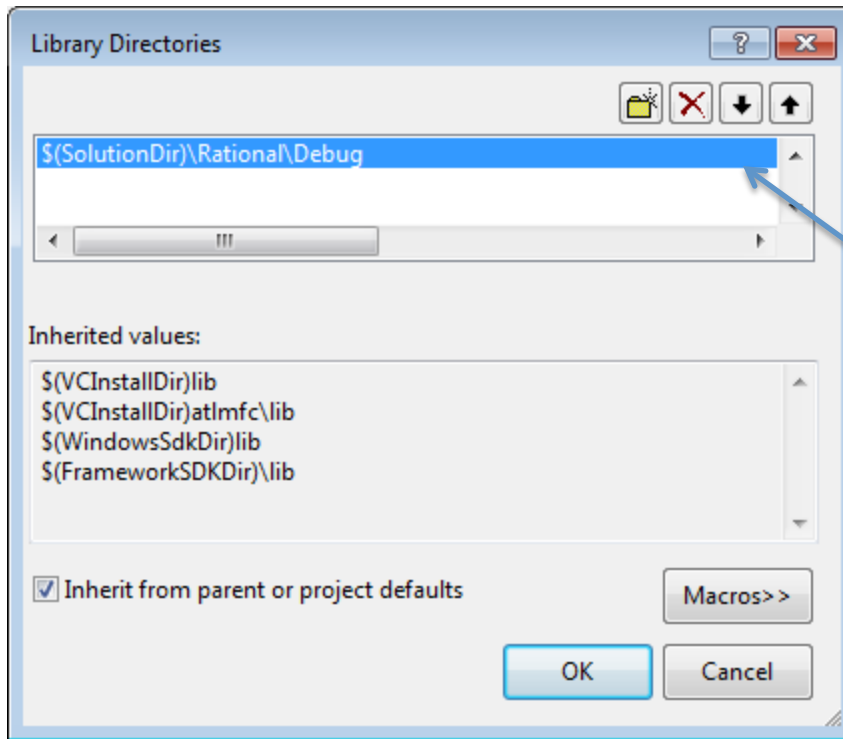 Library Directories
$(SolutionDir)\Rational\Debug
Inherited values:
$(VCInstallDir)lib
$(VCInstallDir)atlmfc\lib
$(WindowsSdkDir)lib
$(FrameworkSDKDir)\lib
Inherit from parent or project defaults
Macros>>
OK
Cancel